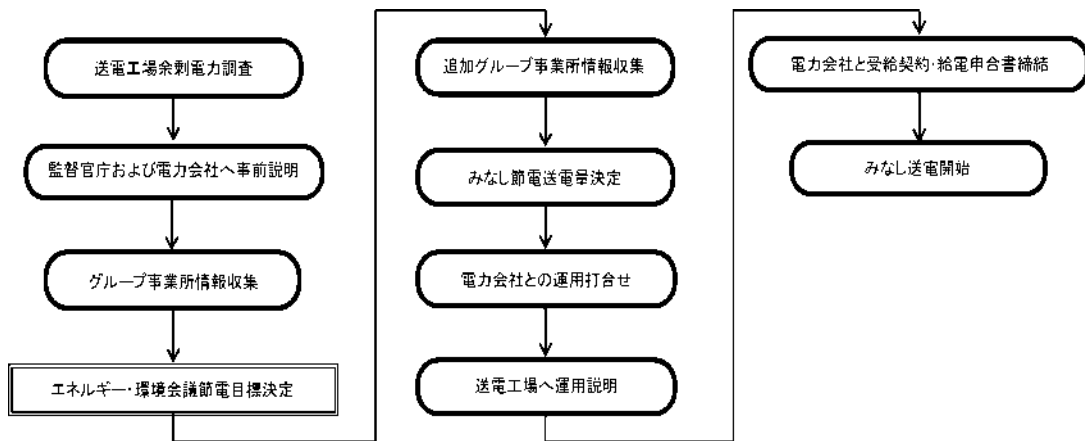 送電工場余剰電力調査
監督官庁および電力会社へ事前説明
グループ事業所情報収集
エネルギー・環境会議節電目標決定
追加グループ事業所情報収集
みなし節電送電量決定
電力会社との運用打合せ
送電工場へ運用説明
電力会社と受給契約・給電申合書締結
みなし送電開始